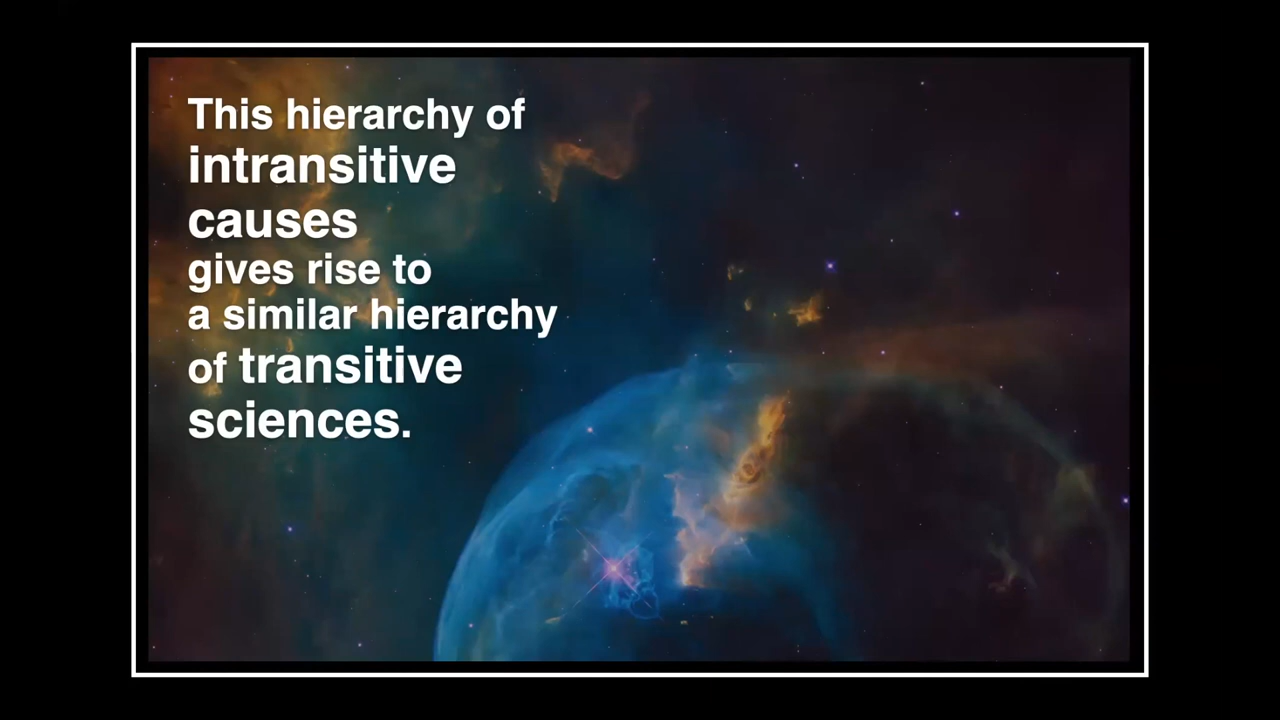 This hierarchy of
intransitive
causes
gives rise to
a similar hierarchy
of transitive
sciences.